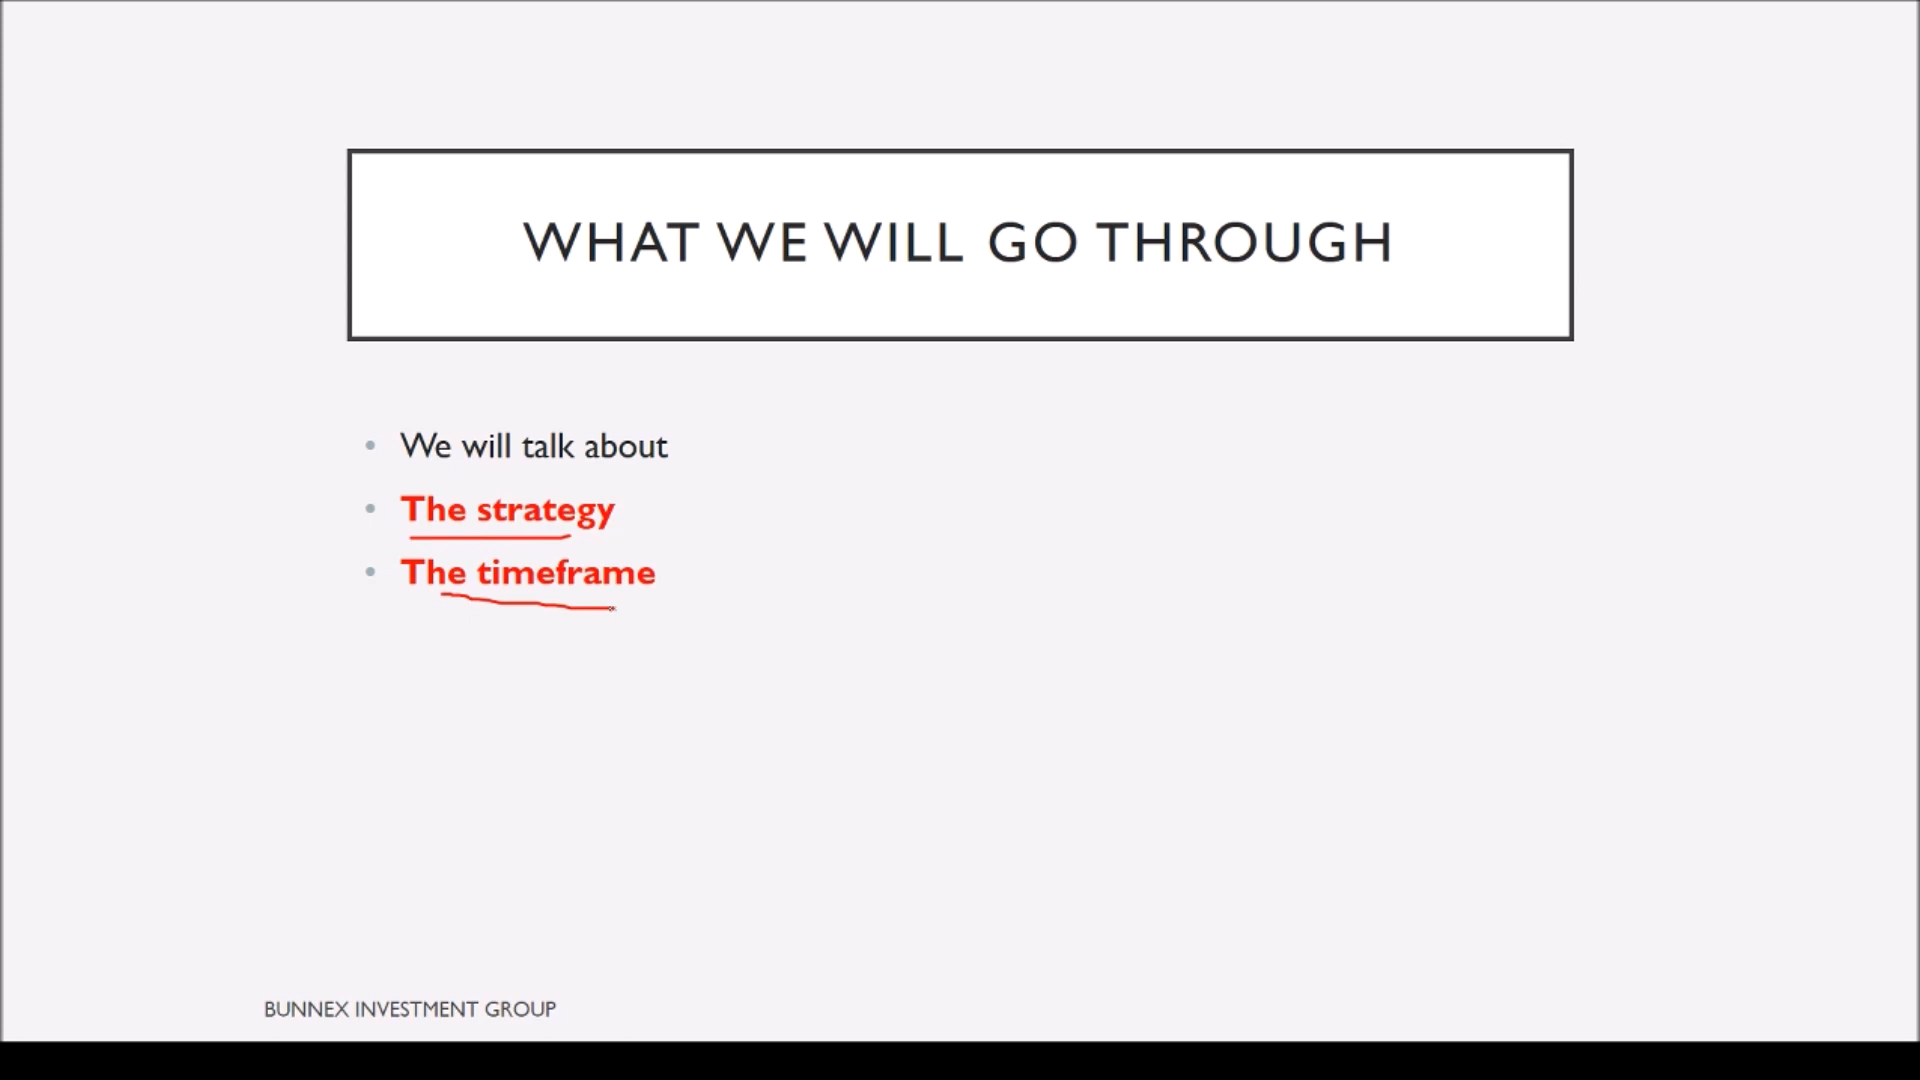 WHAT WE WILL GO THROUGH
• We will talk about
• The strategy
• The timeframe
BUNNEX INVESTMENT GROUP